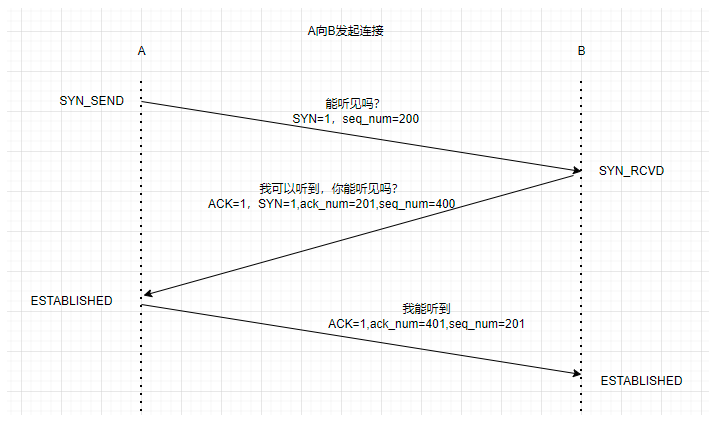 A向B发起连接
A
B
SYN_SEND
能听见吗？
SYN=1，seq_num=200
SYN_RCVD
我可以听到，你能听见吗？
ACK=1，SYN=1,ack_num=201,seq_num=400
ESTABLISHED
我能听到
ACK=1,ack_num=401,seq_num=201
ESTABLISHED